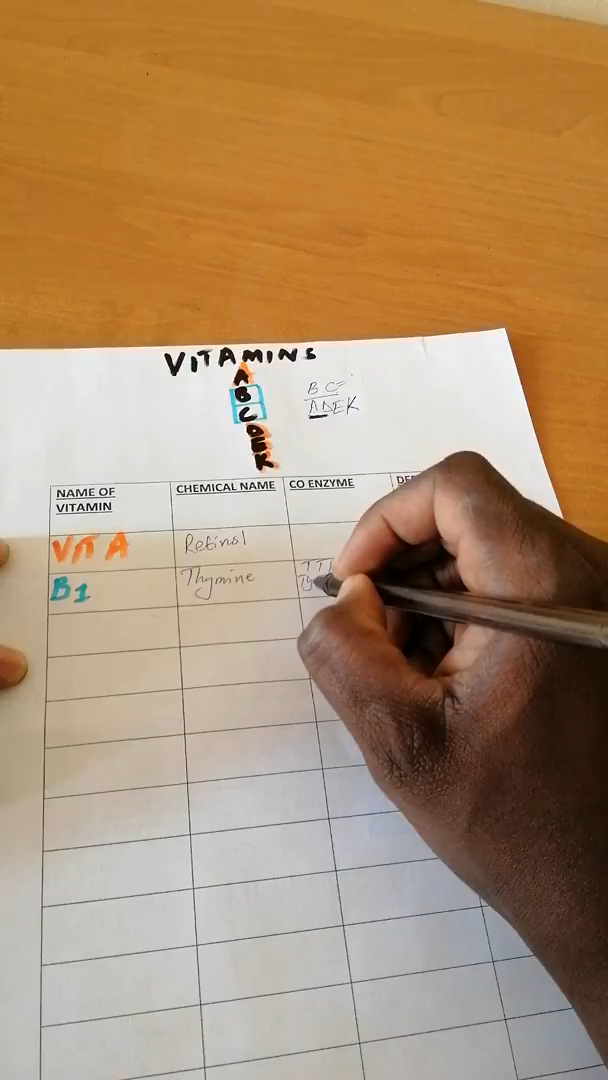 VITAMINS
A
B
C
D
E
K
B C=
ADEK
NAME OF VITAMIN
CHEMICAL NAME
CO ENZYME
VIT A
Retinol
B1
Thymine